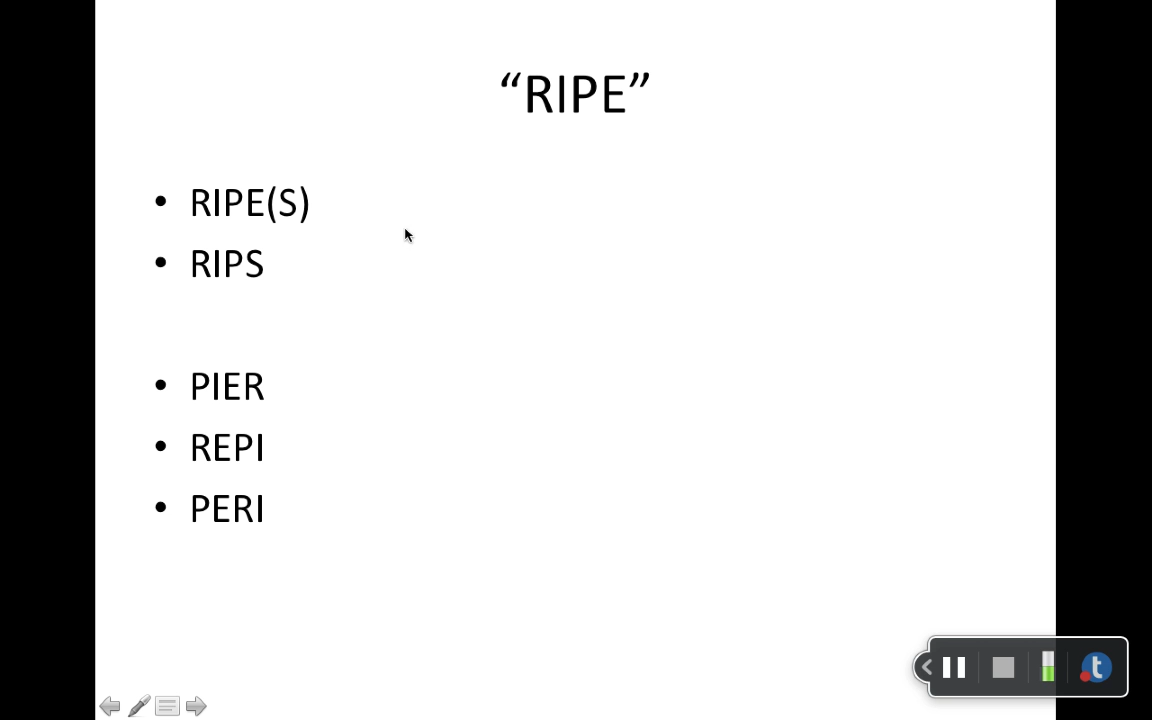 “RIPE”
• RIPE(S)
• RIPS
• PIER
• REPI
• PERI
t